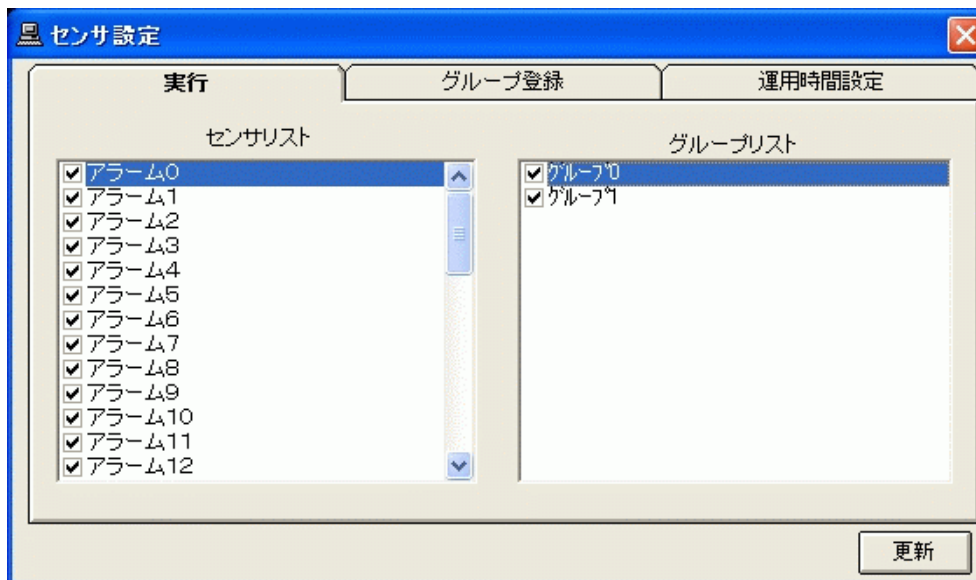 センサ設定
実行
グループ登録
運用時間設定
センサリスト
アラーム0
アラーム1
アラーム2
アラーム3
アラーム4
アラーム5
アラーム6
アラーム7
アラーム8
アラーム9
アラーム10
アラーム11
アラーム12
グループリスト
ｸﾞﾙｰﾌﾟ0
ｸﾞﾙｰﾌﾟ1
更新